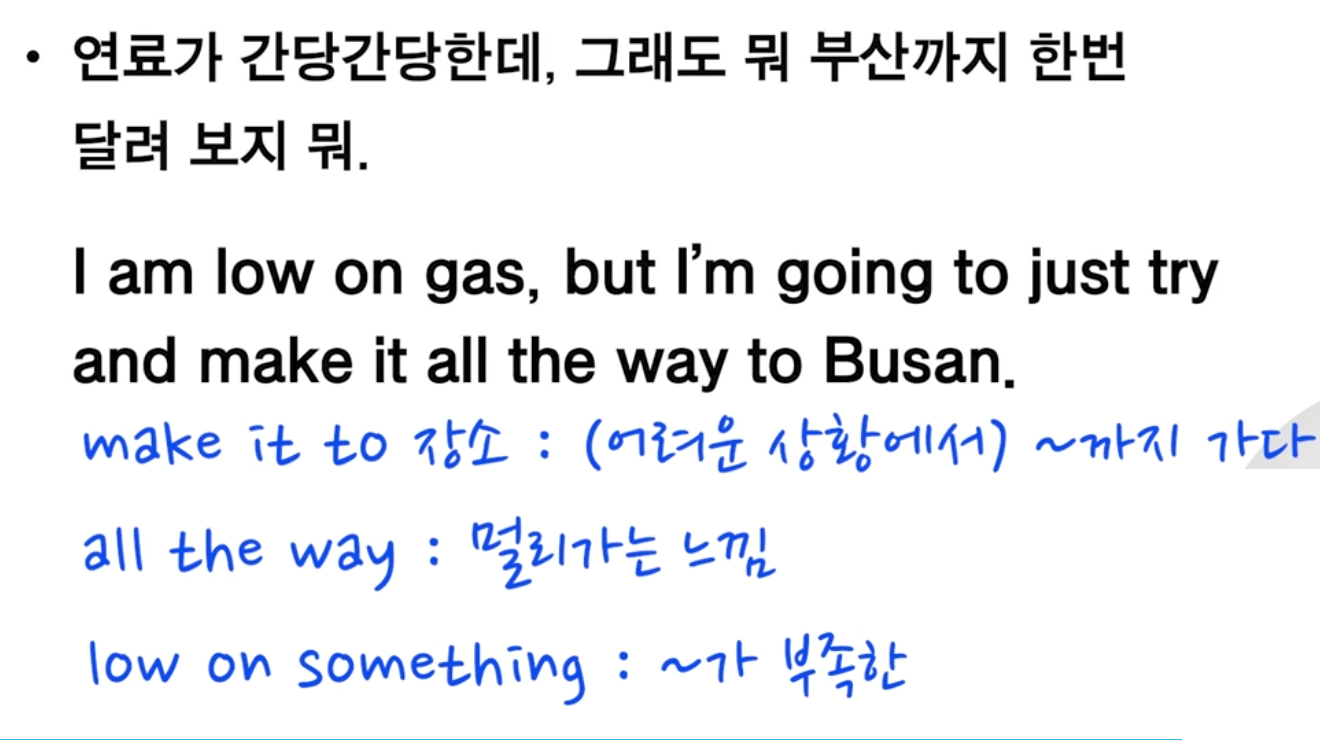 • 연료가 간당간당한데, 그래도 뭐 부산까지 한번
달려 보지 뭐.
I am low on gas, but I’m going to just try
and make it all the way to Busan.
make it to 장소 : (어려운 상황에서) ~까지 가다
all the way : 멀리가는 느낌
low on something : ~가 부족한